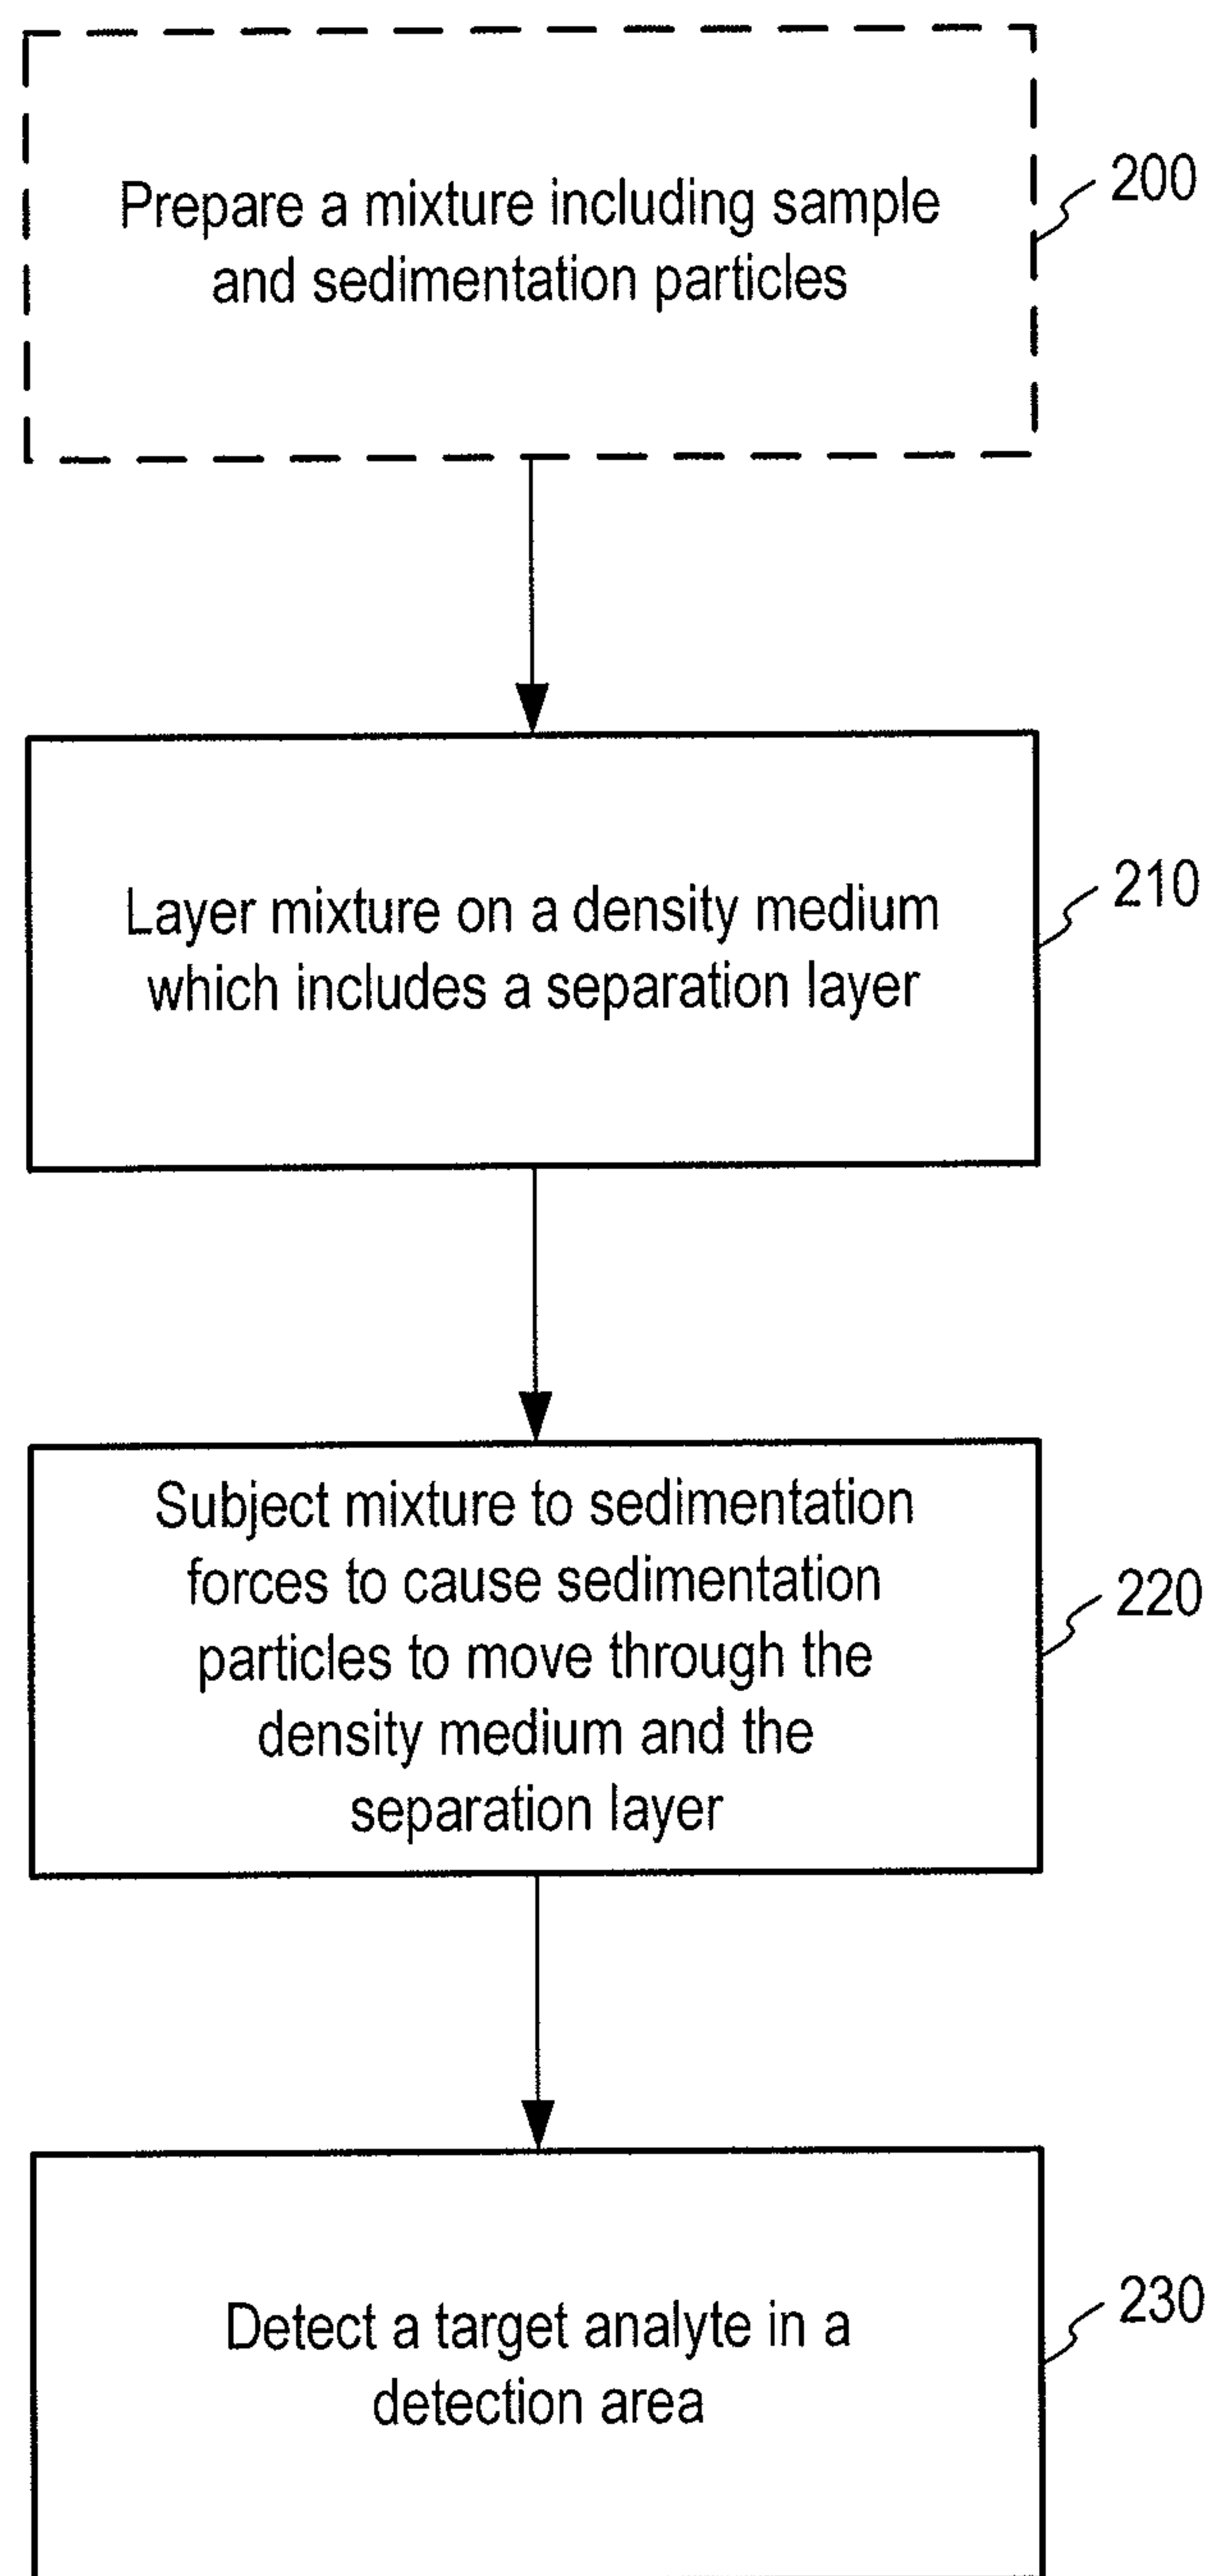 Prepare a mixture including sample
and sedimentation particles
200
Layer mixture on a density medium
which includes a separation layer
210
Subject mixture to sedimentation
forces to cause sedimentation
particles to move through the
density medium and the
separation layer
220
Detect a target analyte in a
detection area
230